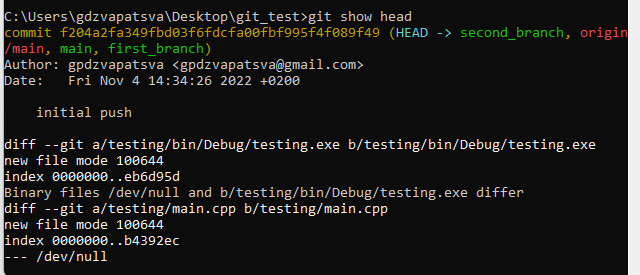 C:\Users\gdzvapatsva\Desktop\git_test>git show head
commit f204a2fa349fbd03f6fdcfa00fbf995f4f089f49 (HEAD -> second_branch, origin
/main, main, first_branch)
Author: gpdzvapatsva <gpdzvapatsva@gmail.com>
Date:   Fri Nov 4 14:34:26 2022 +0200
    initial push
diff --git a/testing/bin/Debug/testing.exe b/testing/bin/Debug/testing.exe
new file mode 100644
index 0000000..eb6d95d
Binary files /dev/null and b/testing/bin/Debug/testing.exe differ
diff --git a/testing/main.cpp b/testing/main.cpp
new file mode 100644
index 0000000..b4392ec
--- /dev/null